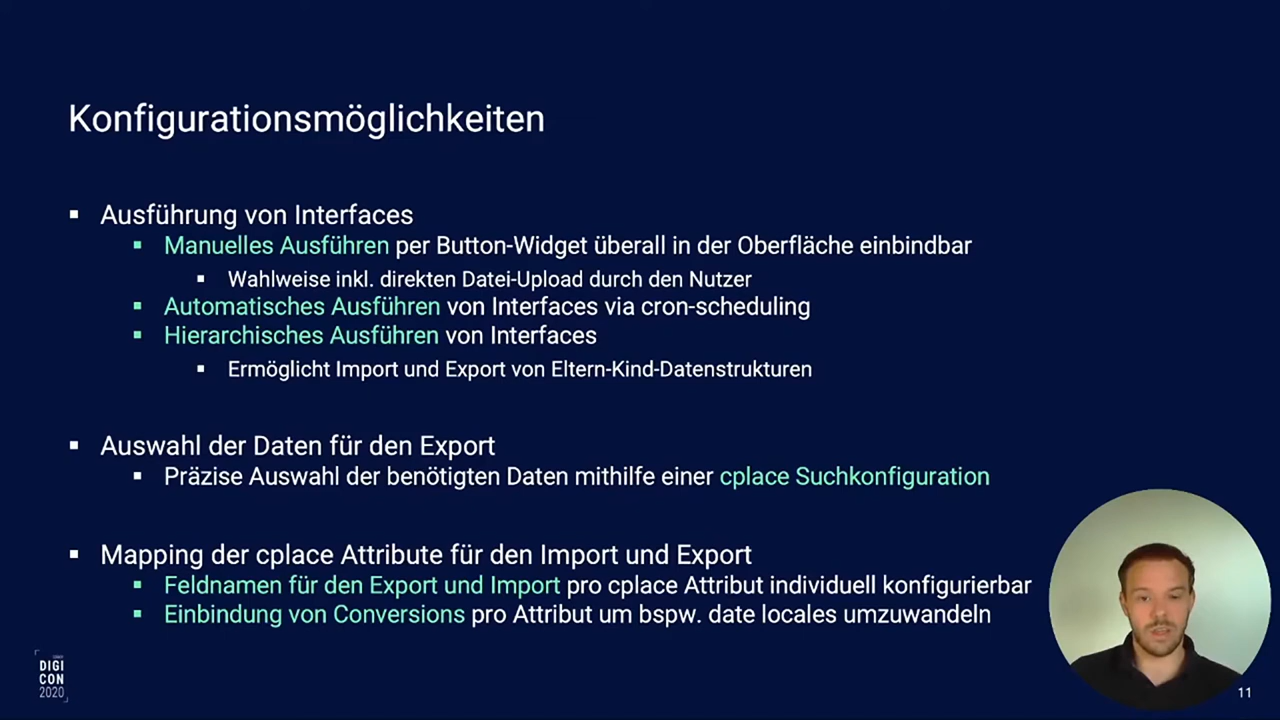 Konfigurationsmöglichkeiten
Ausführung von Interfaces
Manuelles Ausführen per Button-Widget überall in der Oberfläche einbindbar
Wahlweise inkl. direkten Datei-Upload durch den Nutzer
Automatisches Ausführen von Interfaces via cron-scheduling
Hierarchisches Ausführen von Interfaces
Ermöglicht Import und Export von Eltern-Kind-Datenstrukturen
Auswahl der Daten für den Export
Präzise Auswahl der benötigten Daten mithilfe einer cplace Suchkonfiguration
Mapping der cplace Attribute für den Import und Export
Feldnamen für den Export und Import pro cplace Attribut individuell konfigurierbar
Einbindung von Conversions pro Attribut um bspw. date locales umzuwandeln
DIGI
CON
2020
11